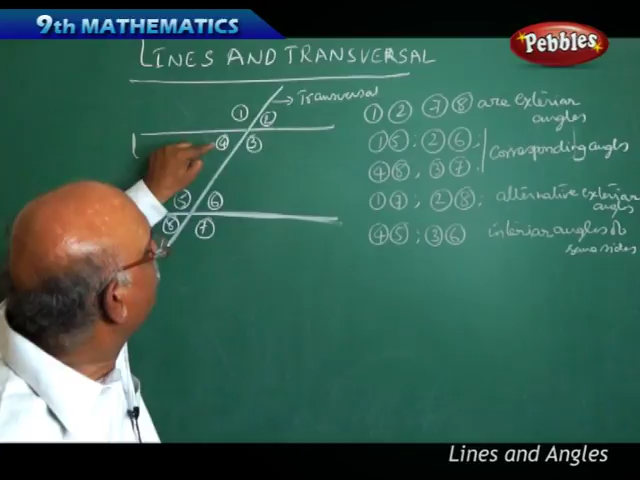 9th MATHEMATICS
Pebbles
LINES AND TRANSVERSAL
Transversal
1 2
4 3
5 6
8 7
1 2 7 8 are exterior
angles
1 5 ; 2 6
4 8 , 3 7
corresponding angles
1 7 , 2 8 alternative exterior
angles
4 5 ; 3 6 interior angles
same sides
Lines and Angles